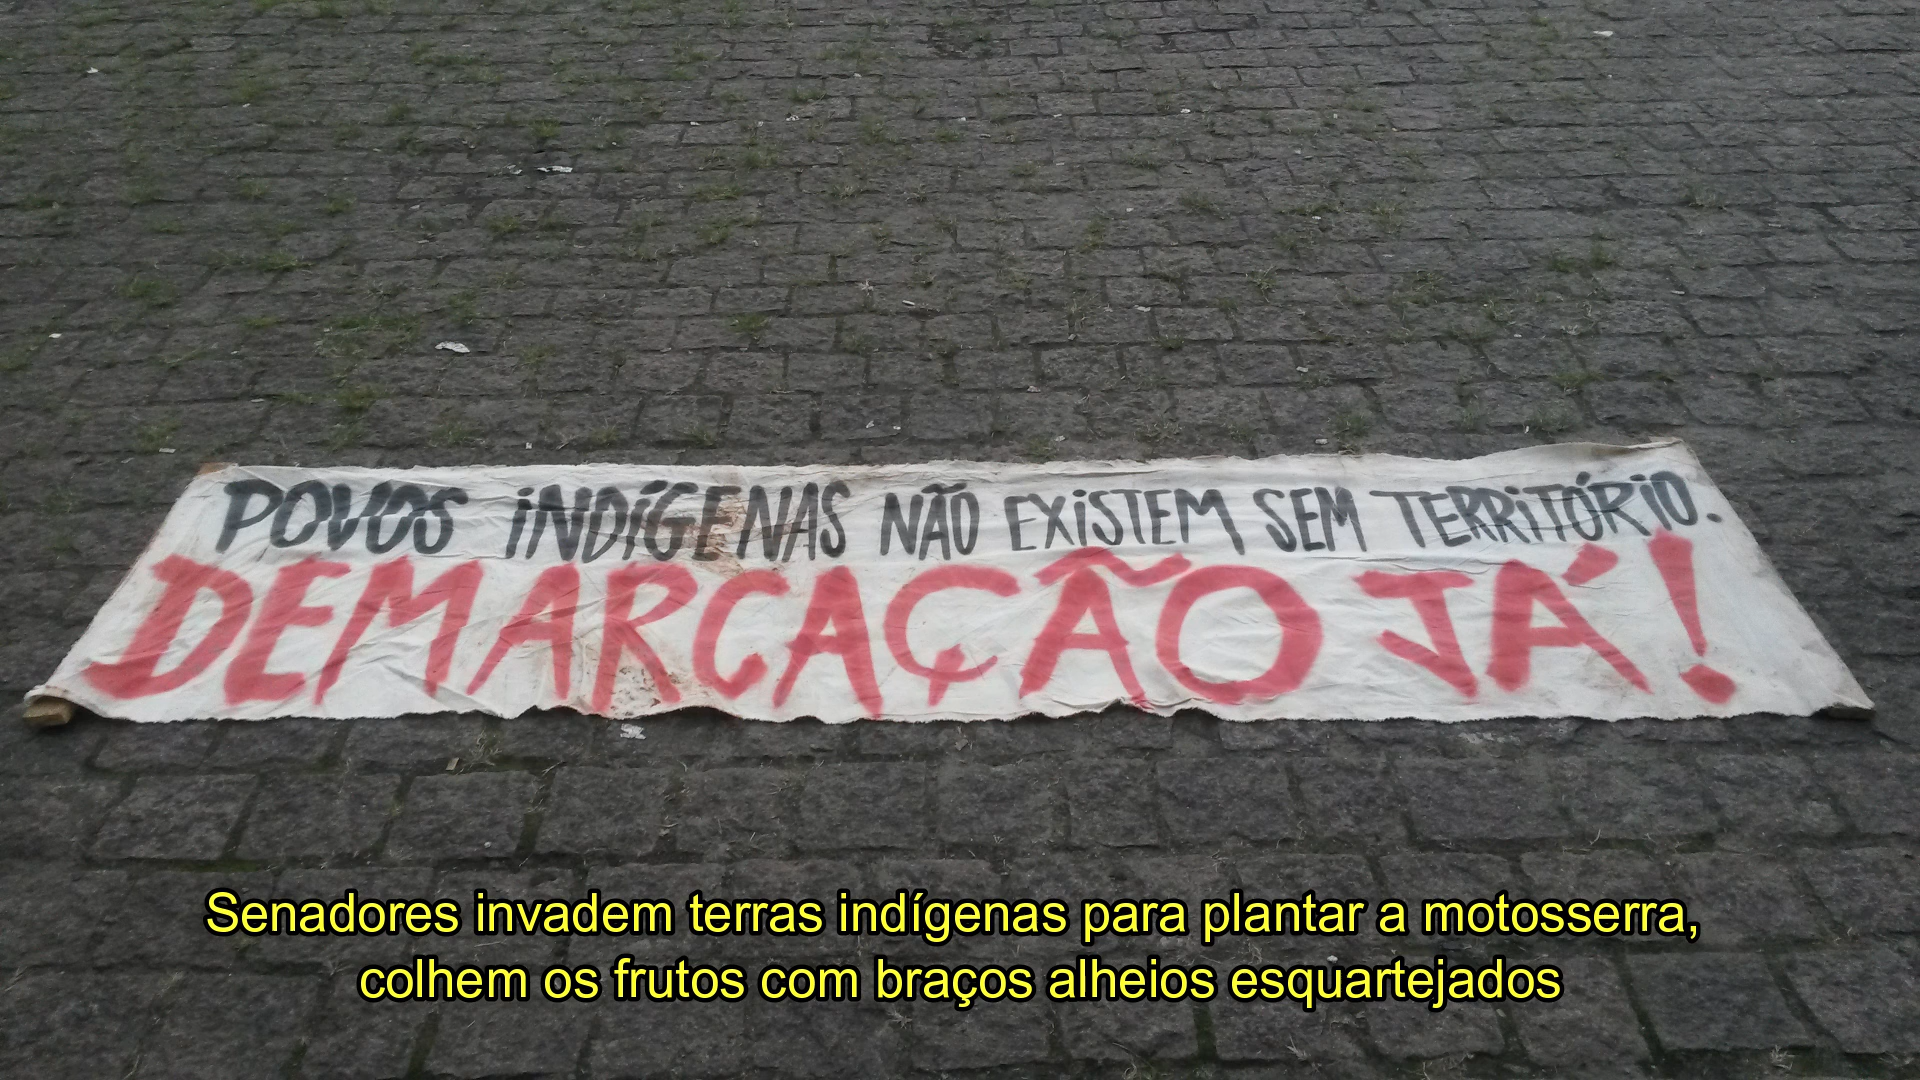 POVOS INDÍGENAS NÃO EXISTEM SEM TERRITÓRIO.
DEMARCAÇÃO JÁ!
Senadores invadem terras indígenas para plantar a motosserra,
colhem os frutos com braços alheios esquartejados